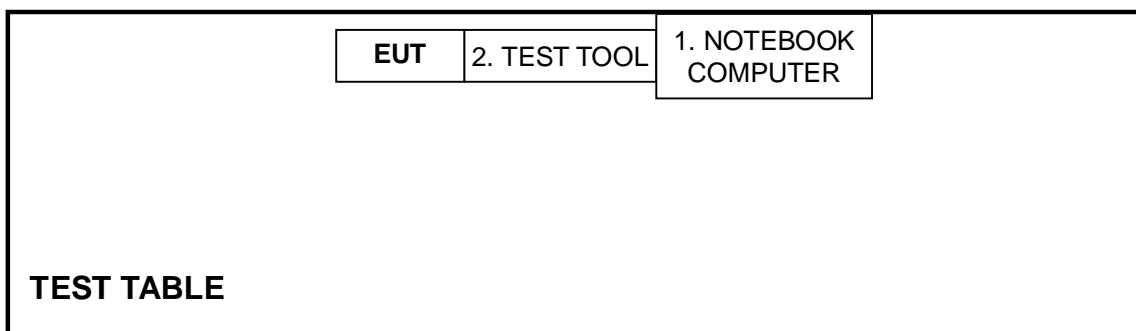 EUT
2. TEST TOOL
1. NOTEBOOK
COMPUTER
TEST TABLE